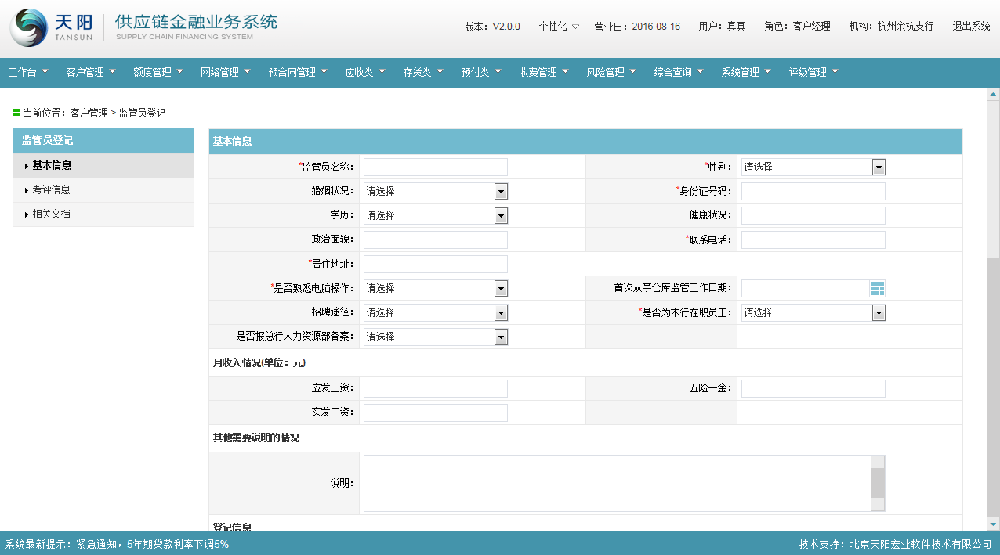 天阳 TANSUN 供应链金融业务系统
SUPPLY CHAIN FINANCING SYSTEM
版本：V2.0.0 个性化 营业日：2016-08-16 用户：真真 角色：客户经理 机构：杭州余杭支行 退出系统
工作台 客户管理 额度管理 网络管理 预合同管理 应收类 存货类 预付类 收费管理 风险管理 综合查询 系统管理 评级管理
当前位置：客户管理 > 监管员登记
监管员登记
基本信息
考评信息
相关文档
基本信息
*监管员名称： *性别： 请选择
婚姻状况： 请选择 *身份证号码：
学历： 请选择 健康状况：
政治面貌： *联系电话：
*居住地址：
*是否熟悉电脑操作： 请选择 首次从事仓库监管工作日期：
招聘途径： 请选择 *是否为本行在职员工： 请选择
是否报总行人力资源部备案： 请选择
月收入情况(单位：元)
应发工资： 五险一金：
实发工资：
其他需要说明的情况
说明：
登记信息
系统最新提示：紧急通知，5年期贷款利率下调5% 技术支持：北京天阳宏业软件技术有限公司